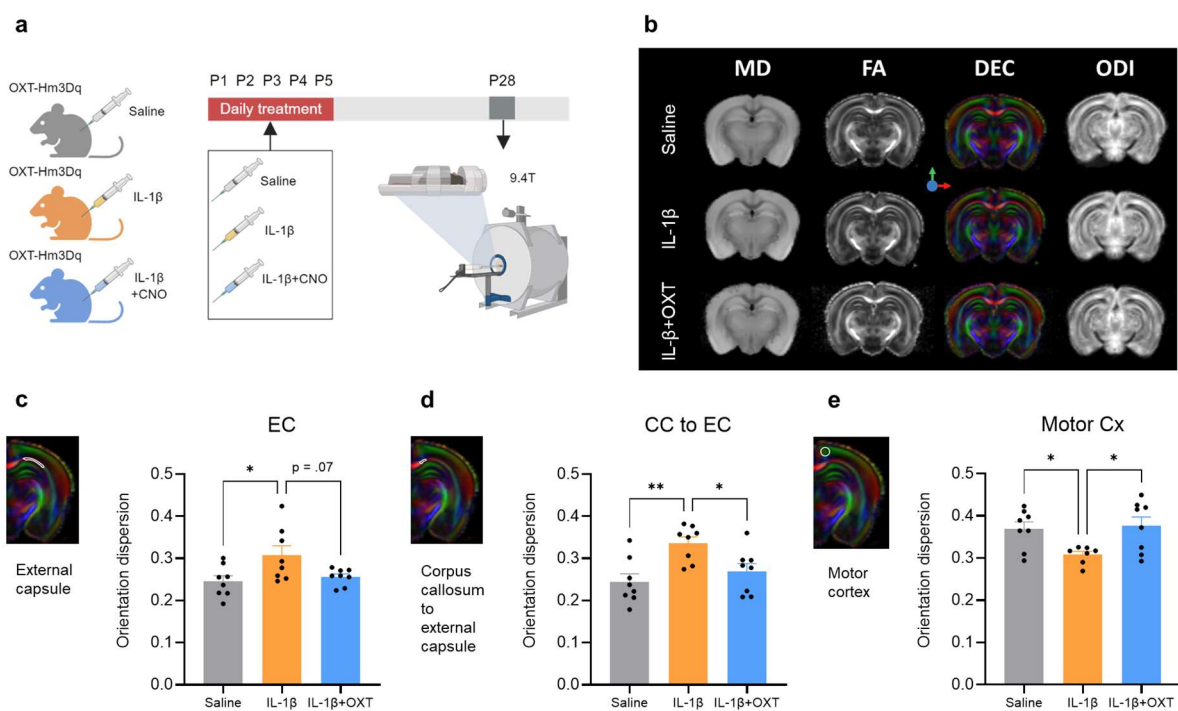 a
OXT-Hm3Dq
Saline
OXT-Hm3Dq
IL-1β
OXT-Hm3Dq
IL-1β
+CNO
P1 P2 P3 P4 P5
P28
Daily treatment
Saline
IL-1β
IL-1β+CNO
9.4T
b
MD FA DEC ODI
Saline
IL-1β
IL-β+OXT
c
EC
External
capsule
Orientation dispersion
0.5
0.4
0.3
0.2
0.1
0.0
*
p = .07
Saline IL-1β IL-1β+OXT
d
CC to EC
Corpus
callosum
to
external
capsule
Orientation dispersion
0.5
0.4
0.3
0.2
0.1
0.0
**
*
Saline IL-1β IL-1β+OXT
e
Motor Cx
Motor
cortex
Orientation dispersion
0.5
0.4
0.3
0.2
0.1
0.0
*
*
Saline IL-1β IL-1β+OXT